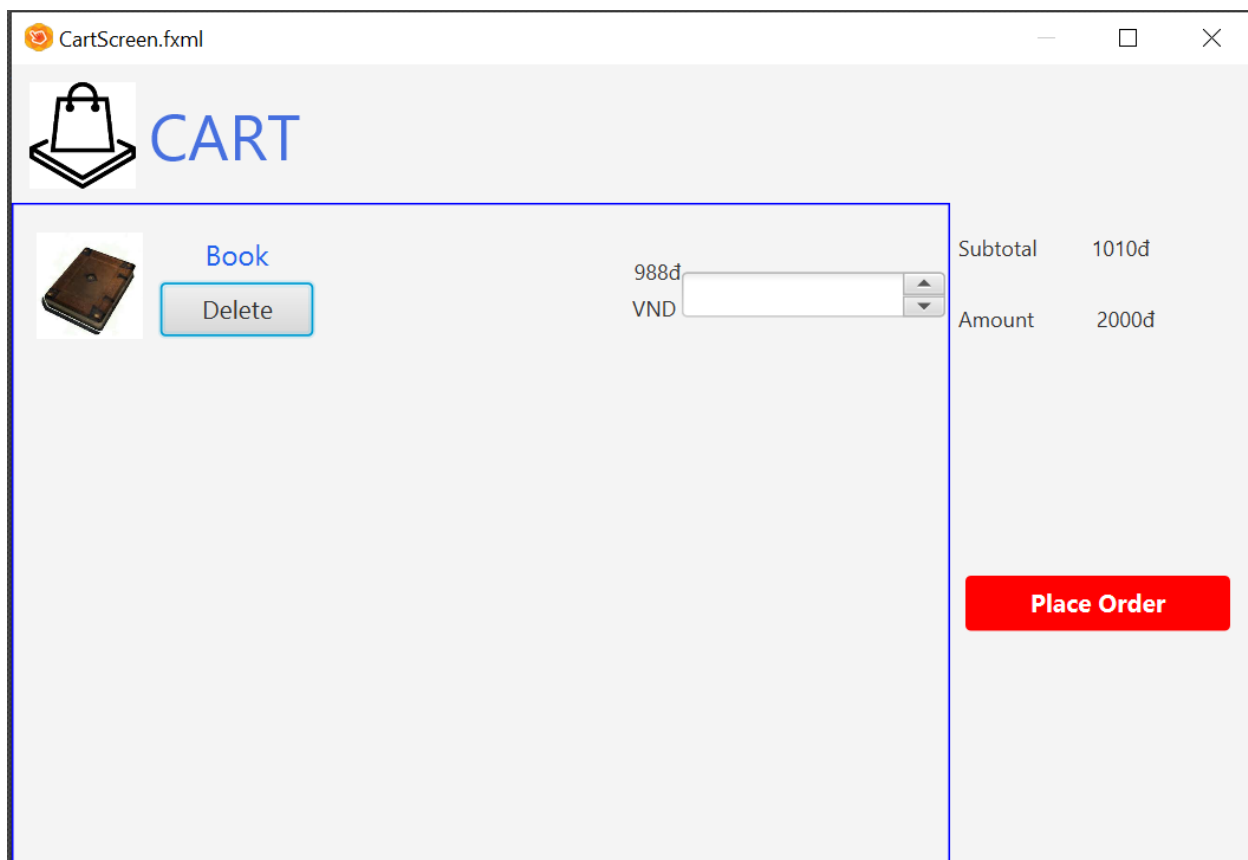 CartScreen.fxml
CART
Book
Delete
988đ
VND
Subtotal 1010đ
Amount 2000đ
Place Order